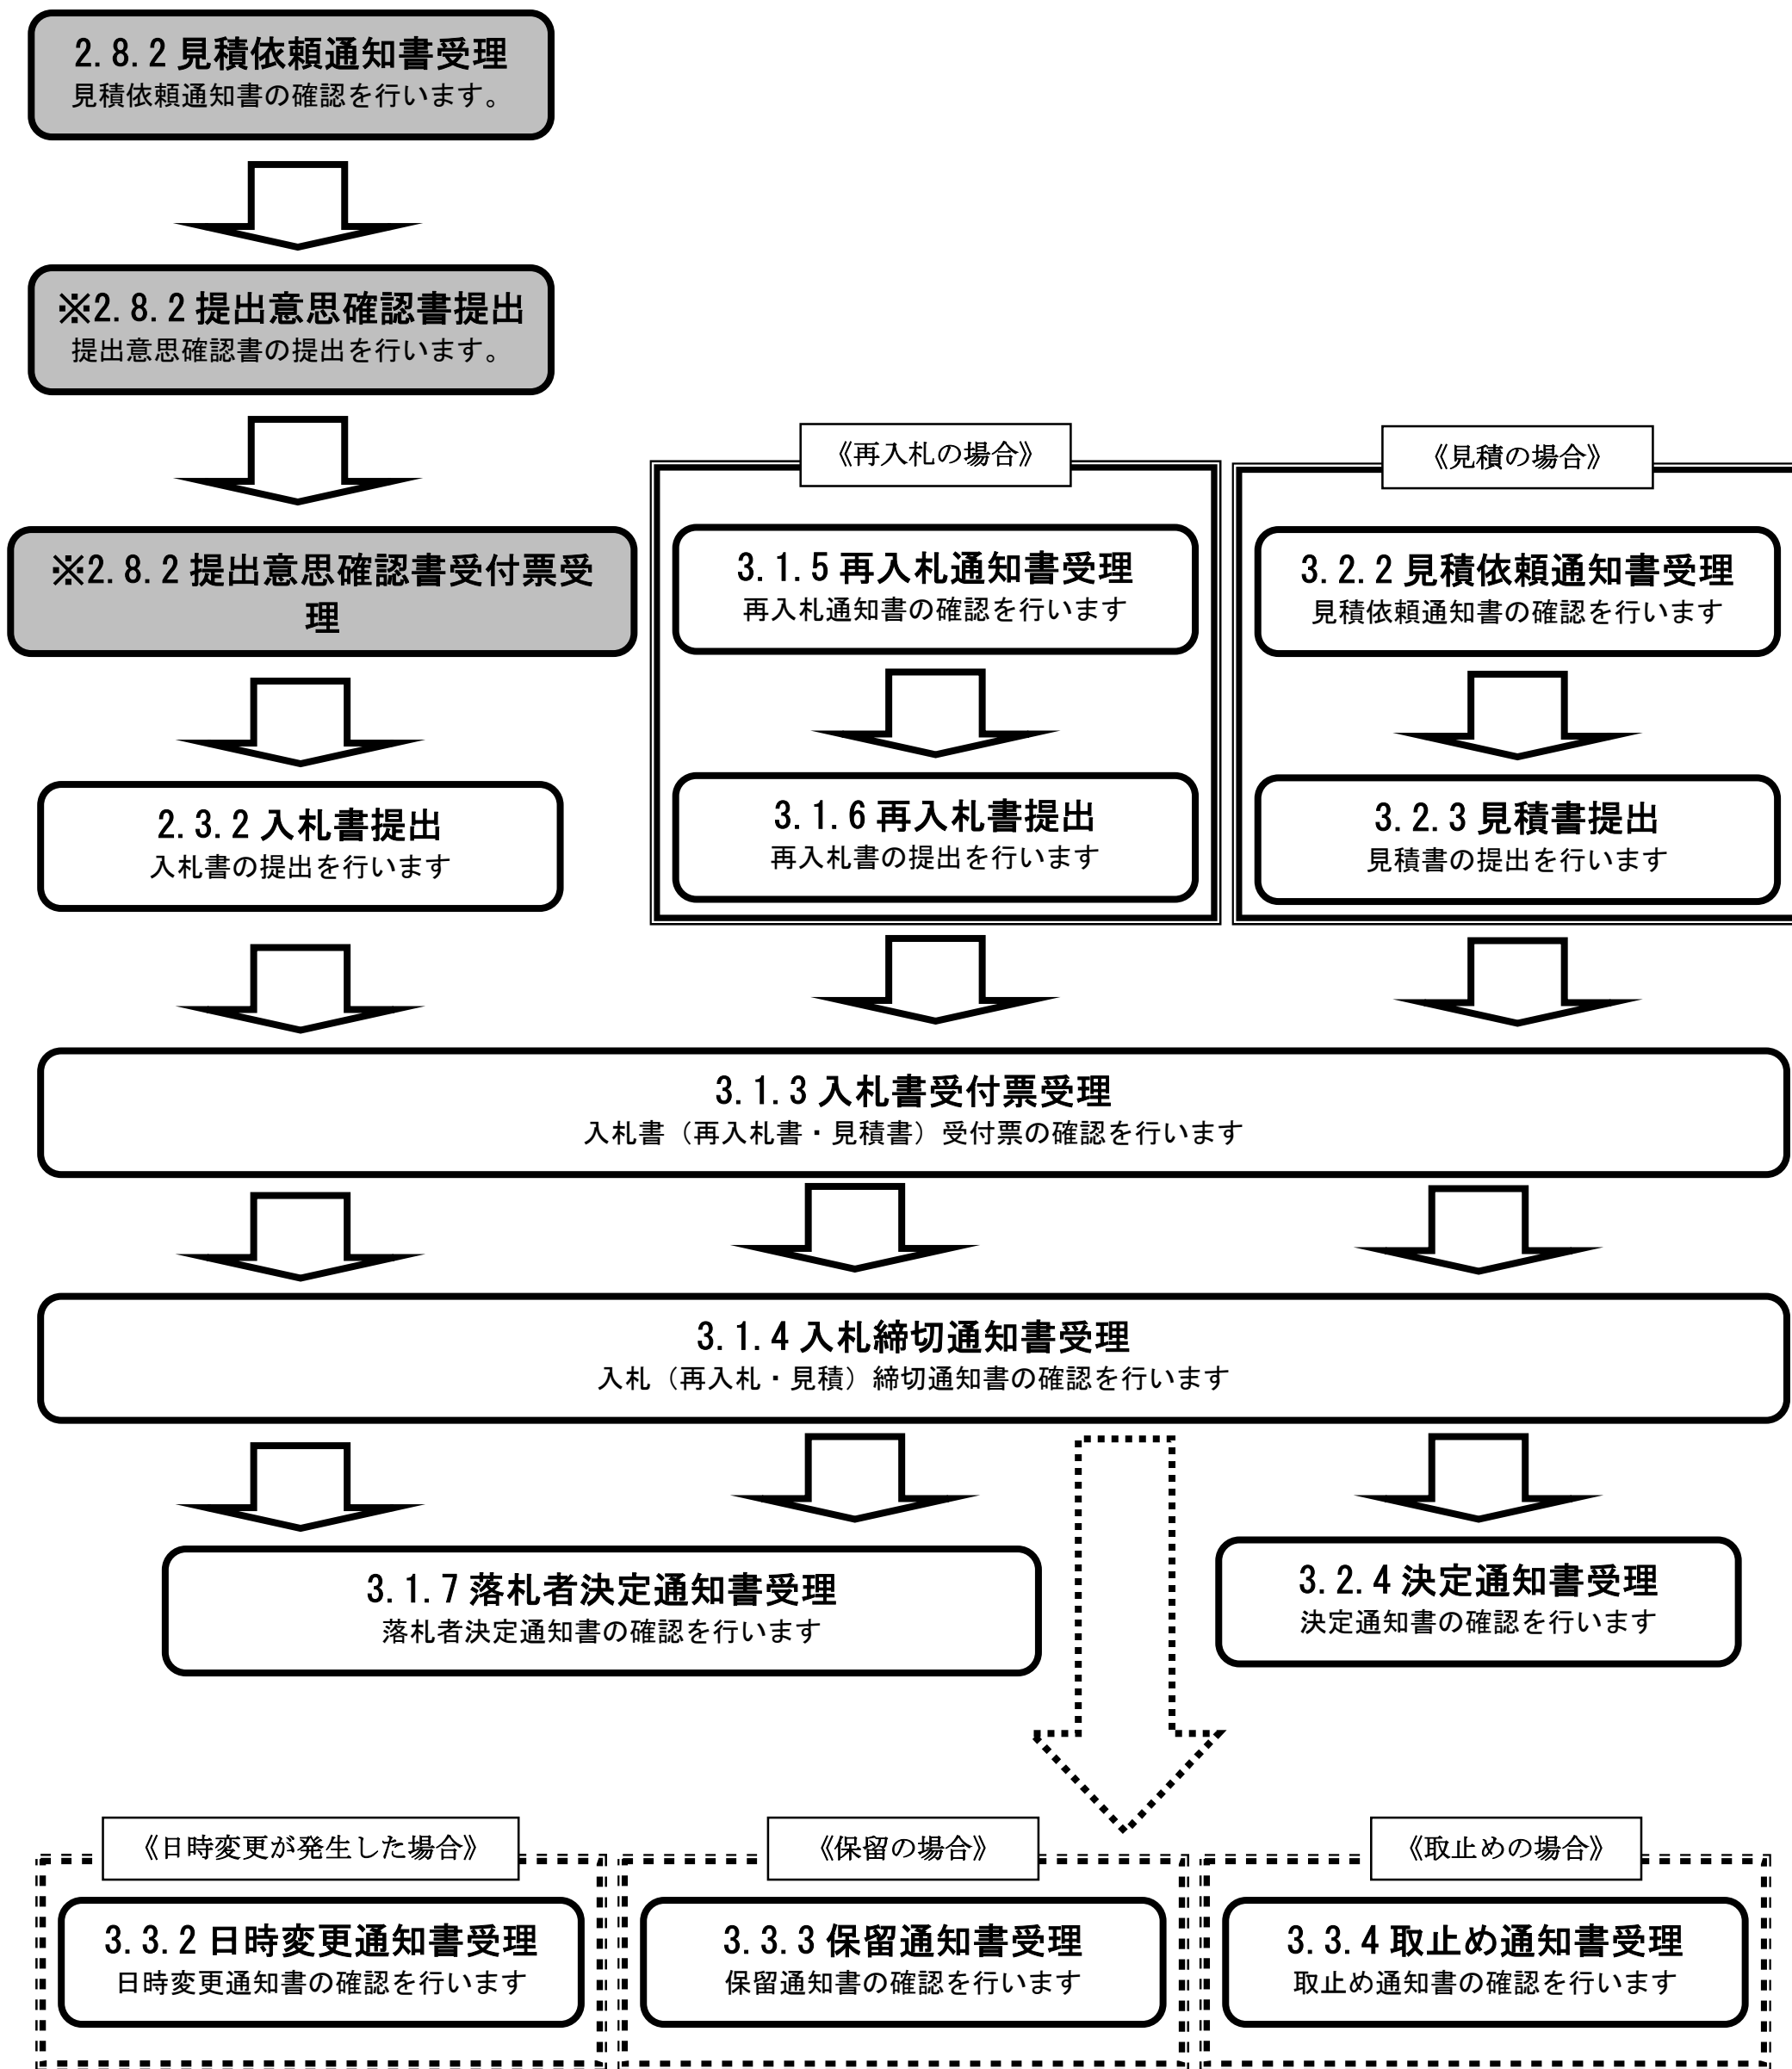 2.8.2 見積依頼通知書受理
見積依頼通知書の確認を行います。
※2.8.2 提出意思確認書提出
提出意思確認書の提出を行います。
※2.8.2 提出意思確認書受付票受
理
2.3.2 入札書提出
入札書の提出を行います
《再入札の場合》
3.1.5 再入札通知書受理
再入札通知書の確認を行います
3.1.6 再入札書提出
再入札書の提出を行います
《見積の場合》
3.2.2 見積依頼通知書受理
見積依頼通知書の確認を行います
3.2.3 見積書提出
見積書の提出を行います
3.1.3 入札書受付票受理
入札書（再入札書・見積書）受付票の確認を行います
3.1.4 入札締切通知書受理
入札（再入札・見積）締切通知書の確認を行います
3.1.7 落札者決定通知書受理
落札者決定通知書の確認を行います
3.2.4 決定通知書受理
決定通知書の確認を行います
《日時変更が発生した場合》
3.3.2 日時変更通知書受理
日時変更通知書の確認を行います
《保留の場合》
3.3.3 保留通知書受理
保留通知書の確認を行います
《取止めの場合》
3.3.4 取止め通知書受理
取止め通知書の確認を行います